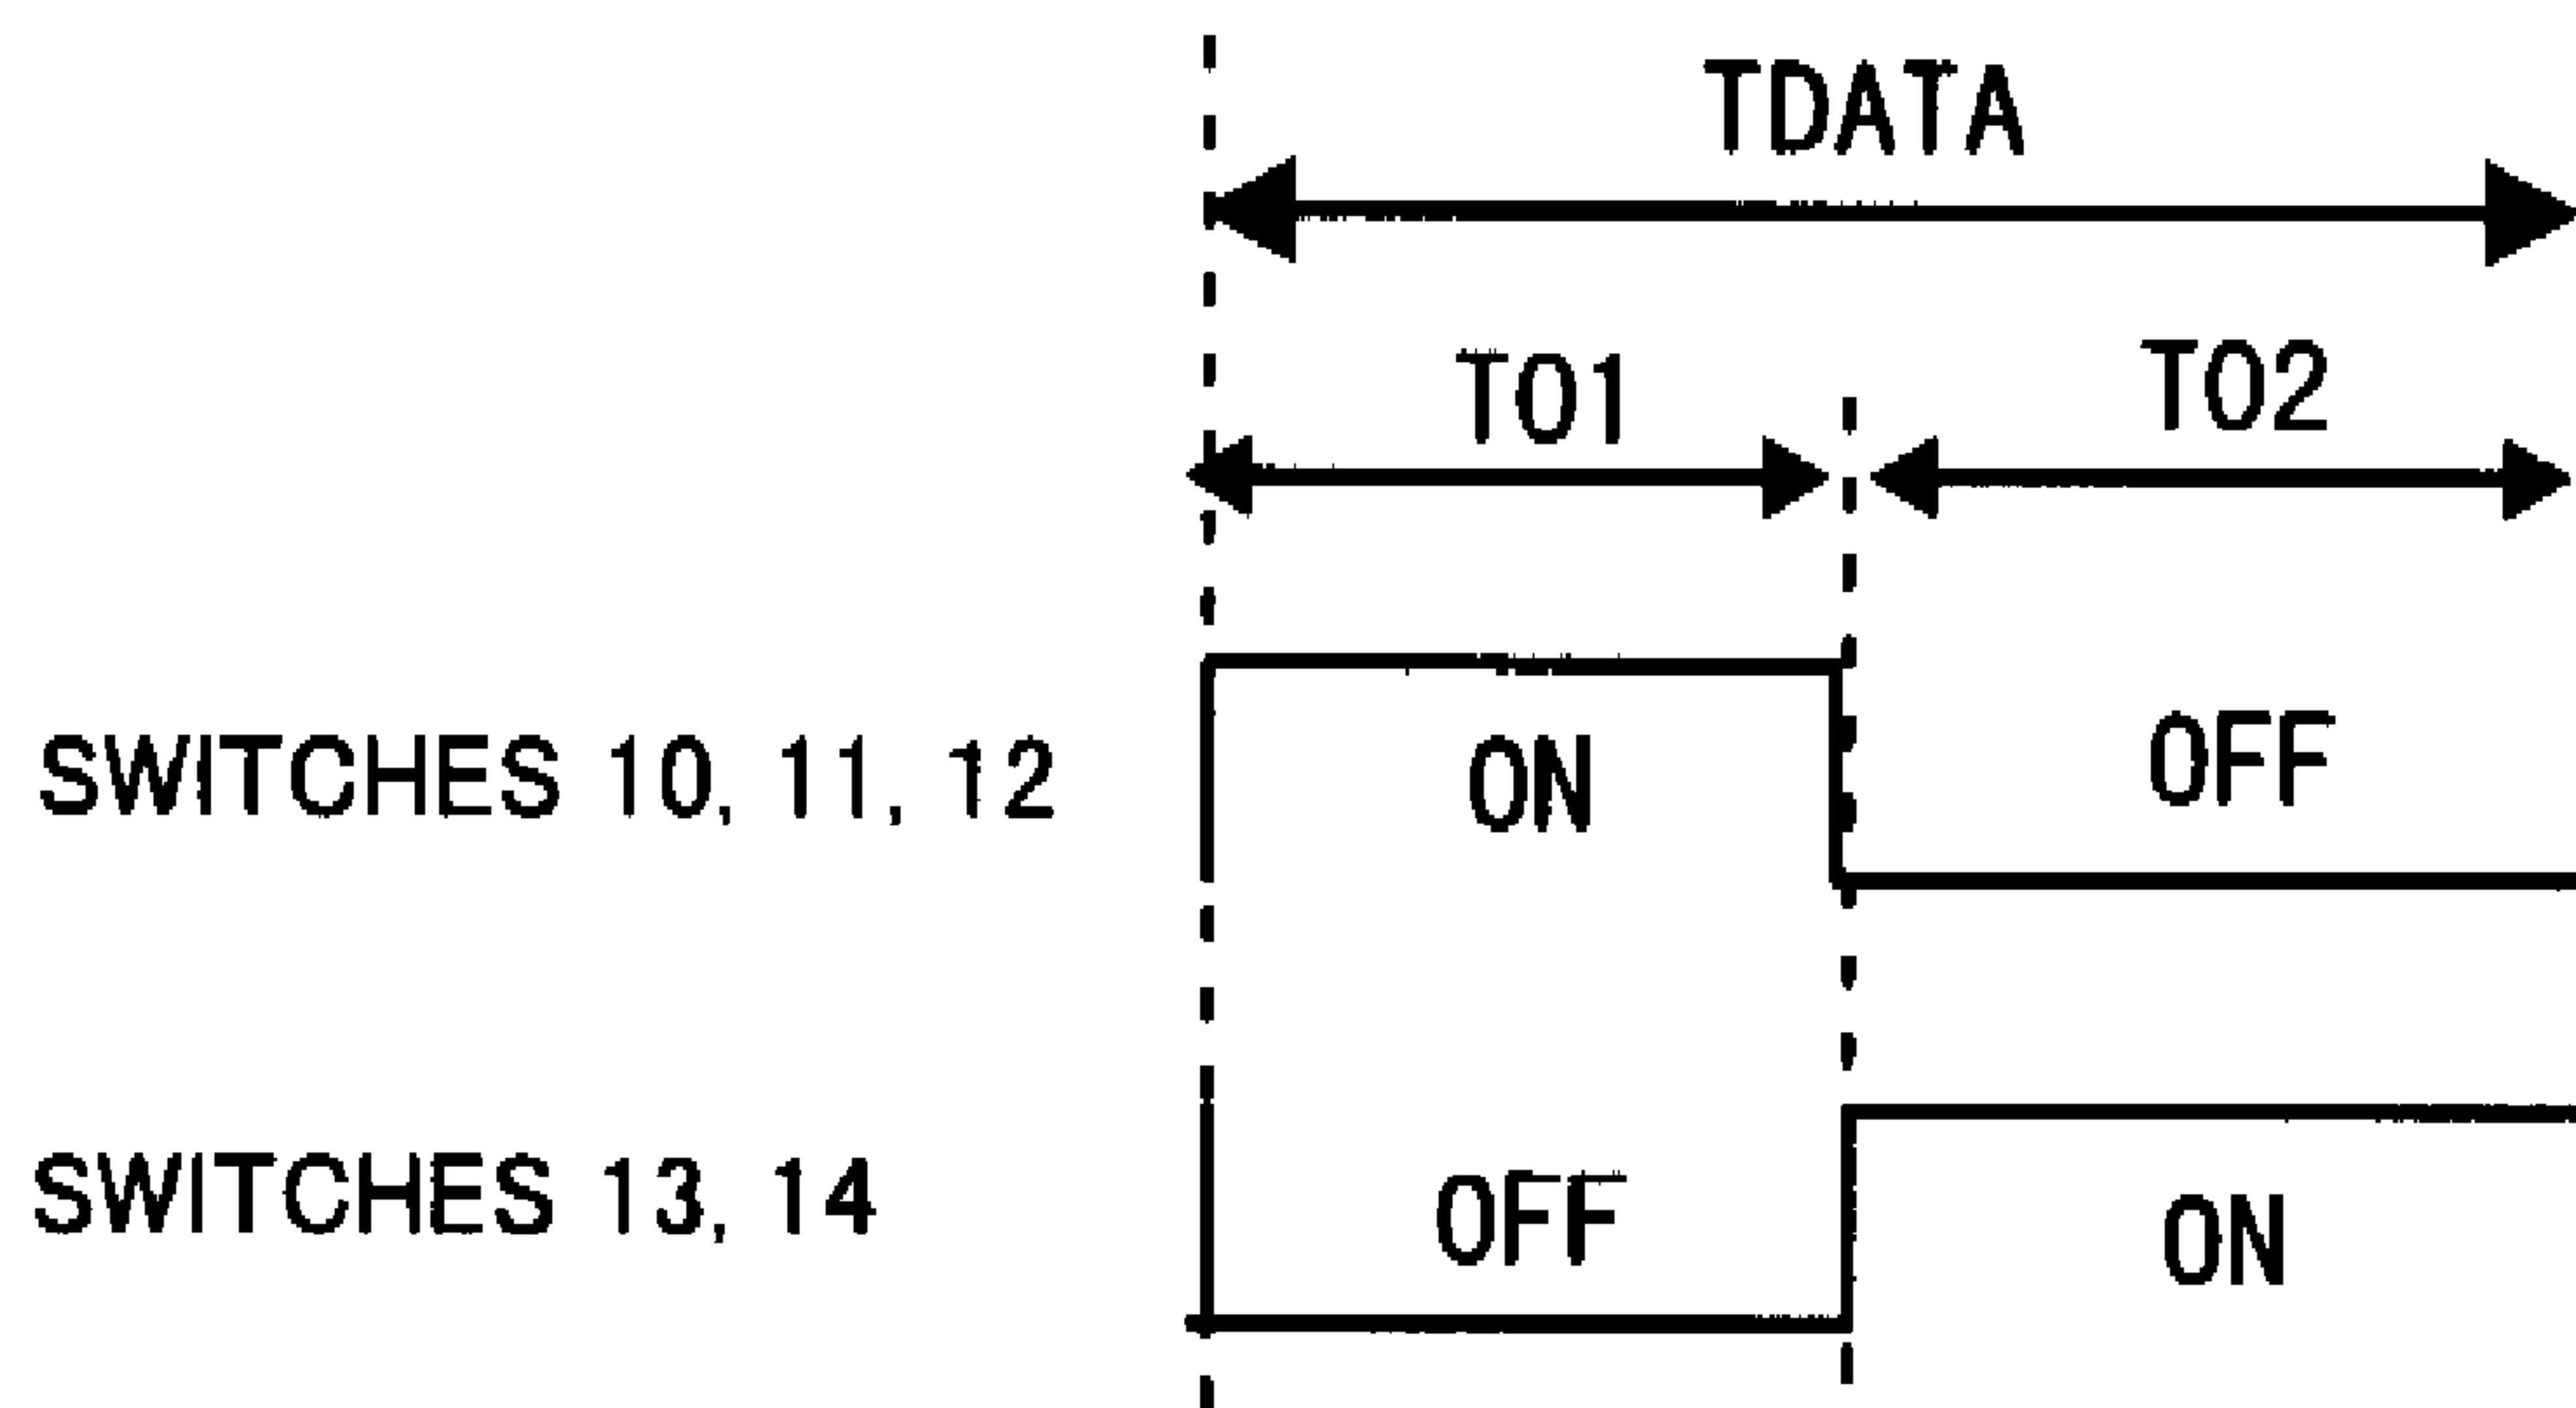 TDATA
TO1
TO2
SWITCHES 10, 11, 12
ON
OFF
SWITCHES 13, 14
OFF
ON